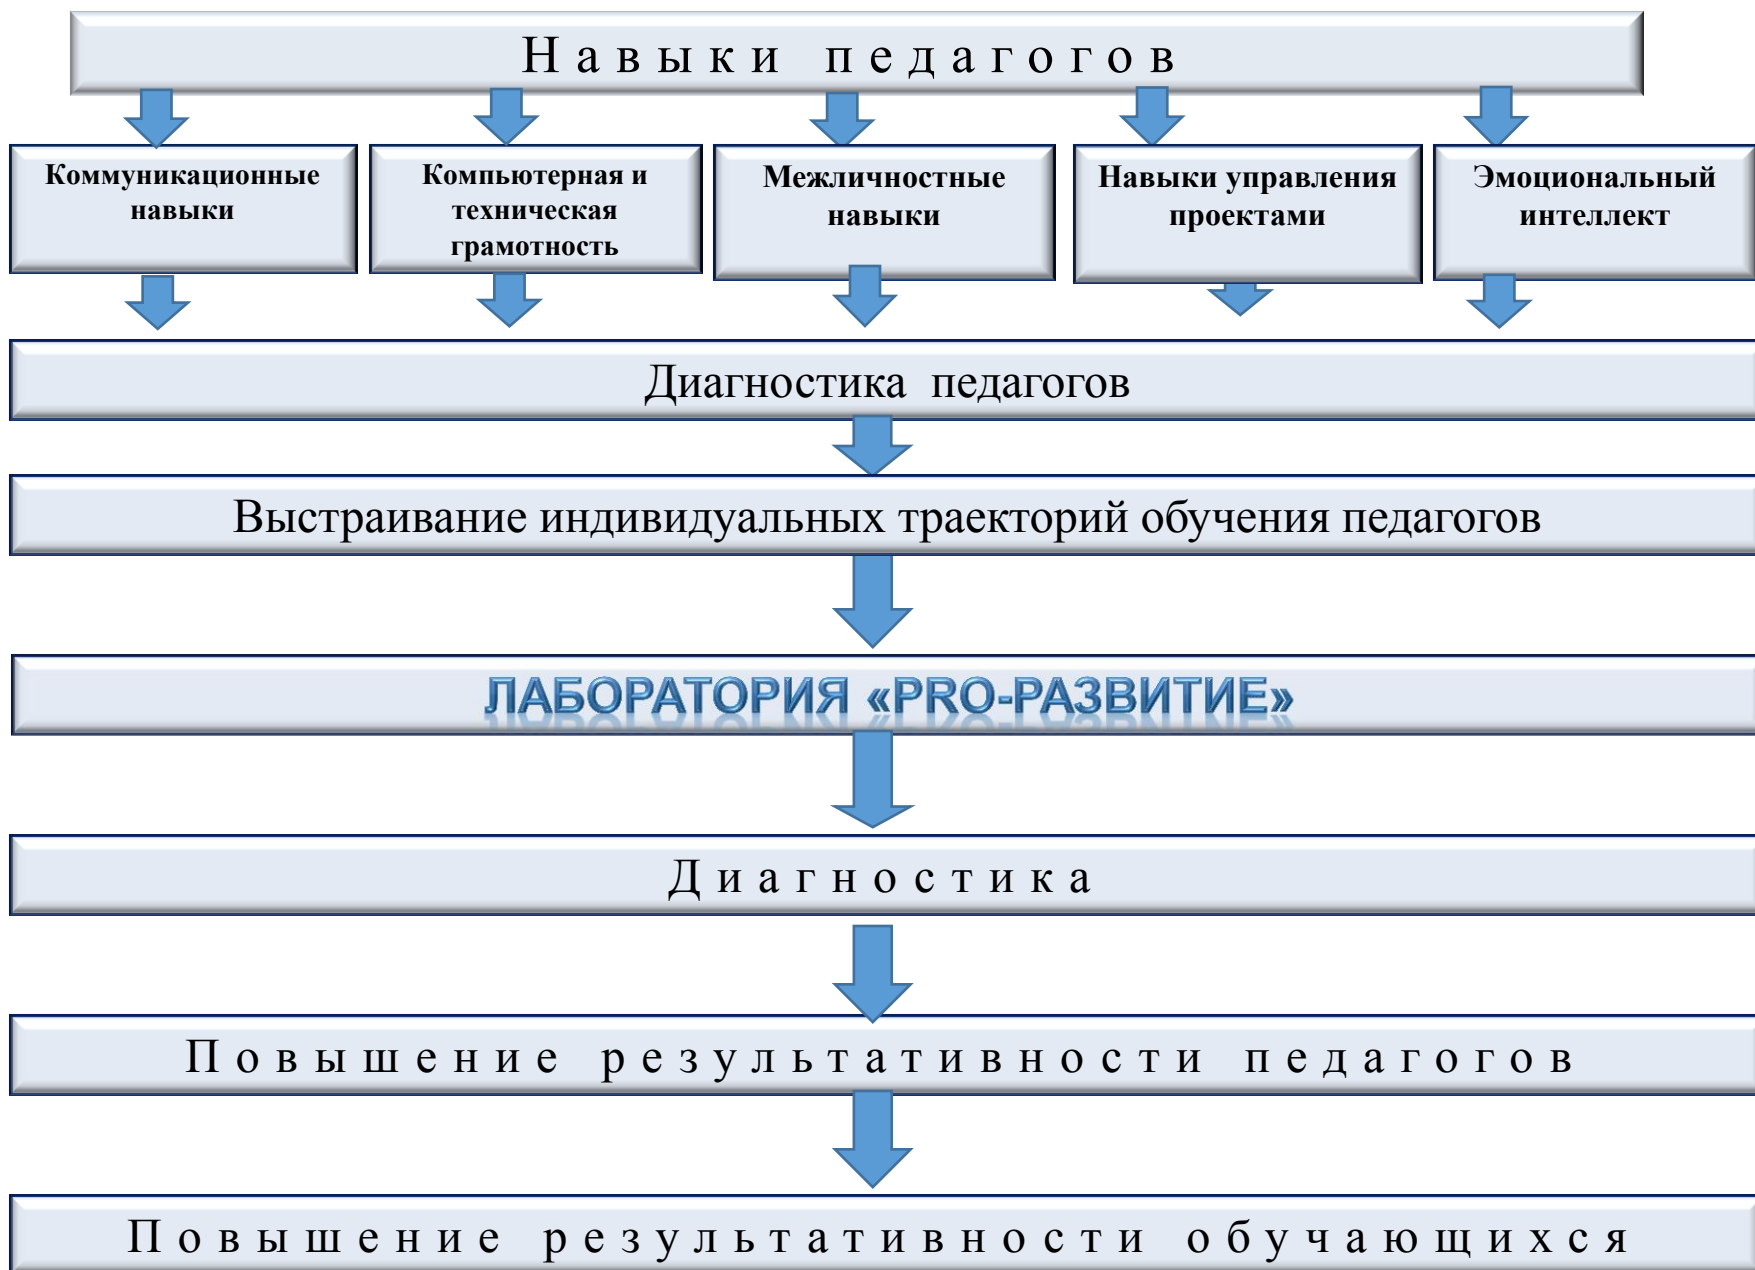 Навыки педагогов
Коммуникационные
навыки
Компьютерная и
техническая
грамотность
Межличностные
навыки
Навыки управления
проектами
Эмоциональный
интеллект
Диагностика педагогов
Выстраивание индивидуальных траекторий обучения педагогов
ЛАБОРАТОРИЯ «PRO-РАЗВИТИЕ»
Диагностика
Повышение результативности педагогов
Повышение результативности обучающихся